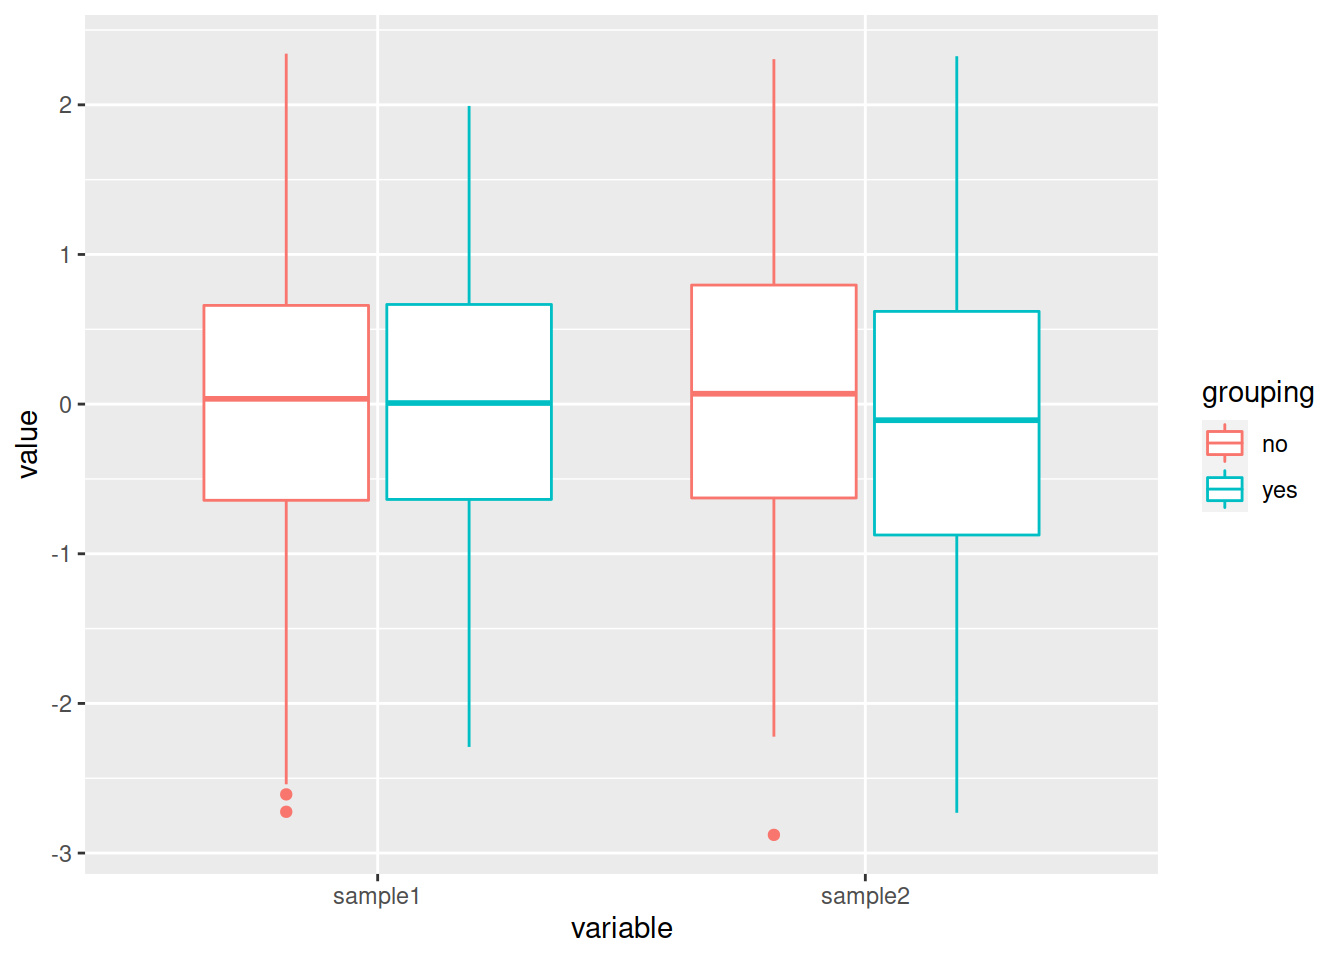 value
2
1
0
-1
-2
-3
sample1 sample2
variable
grouping
no
yes